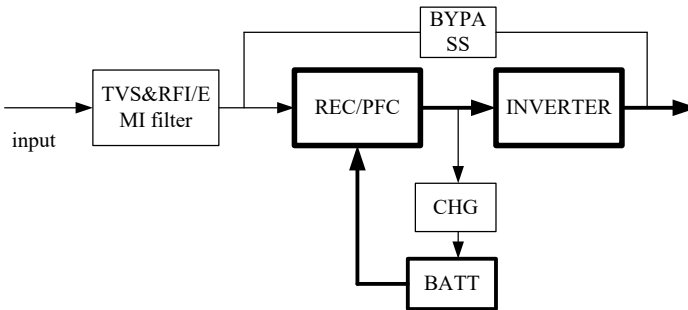 BYPA
SS
TVS&RFI/E
MI filter
REC/PFC
INVERTER
input
CHG
BATT